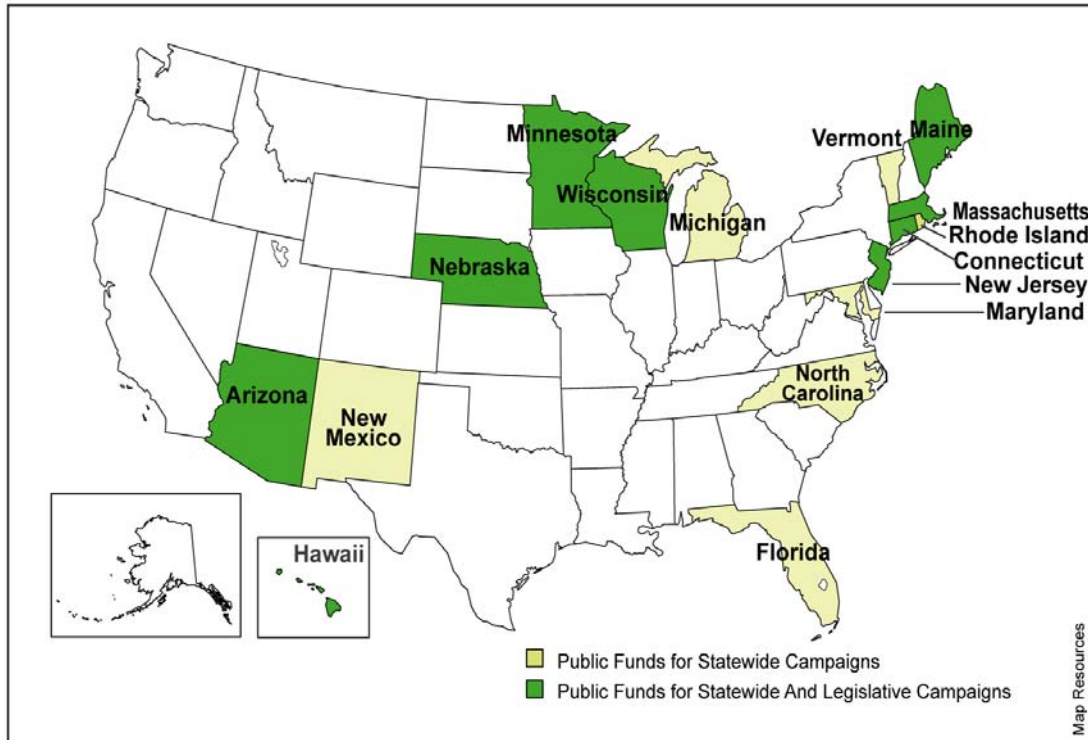 Minnesota
Vermont
Maine
Wisconsin
Michigan
Massachusetts
Rhode Island
Connecticut
Nebraska
New Jersey
Maryland
Arizona
New
Mexico
North
Carolina
Florida
Hawaii
Public Funds for Statewide Campaigns
Public Funds for Statewide And Legislative Campaigns
Map Resources